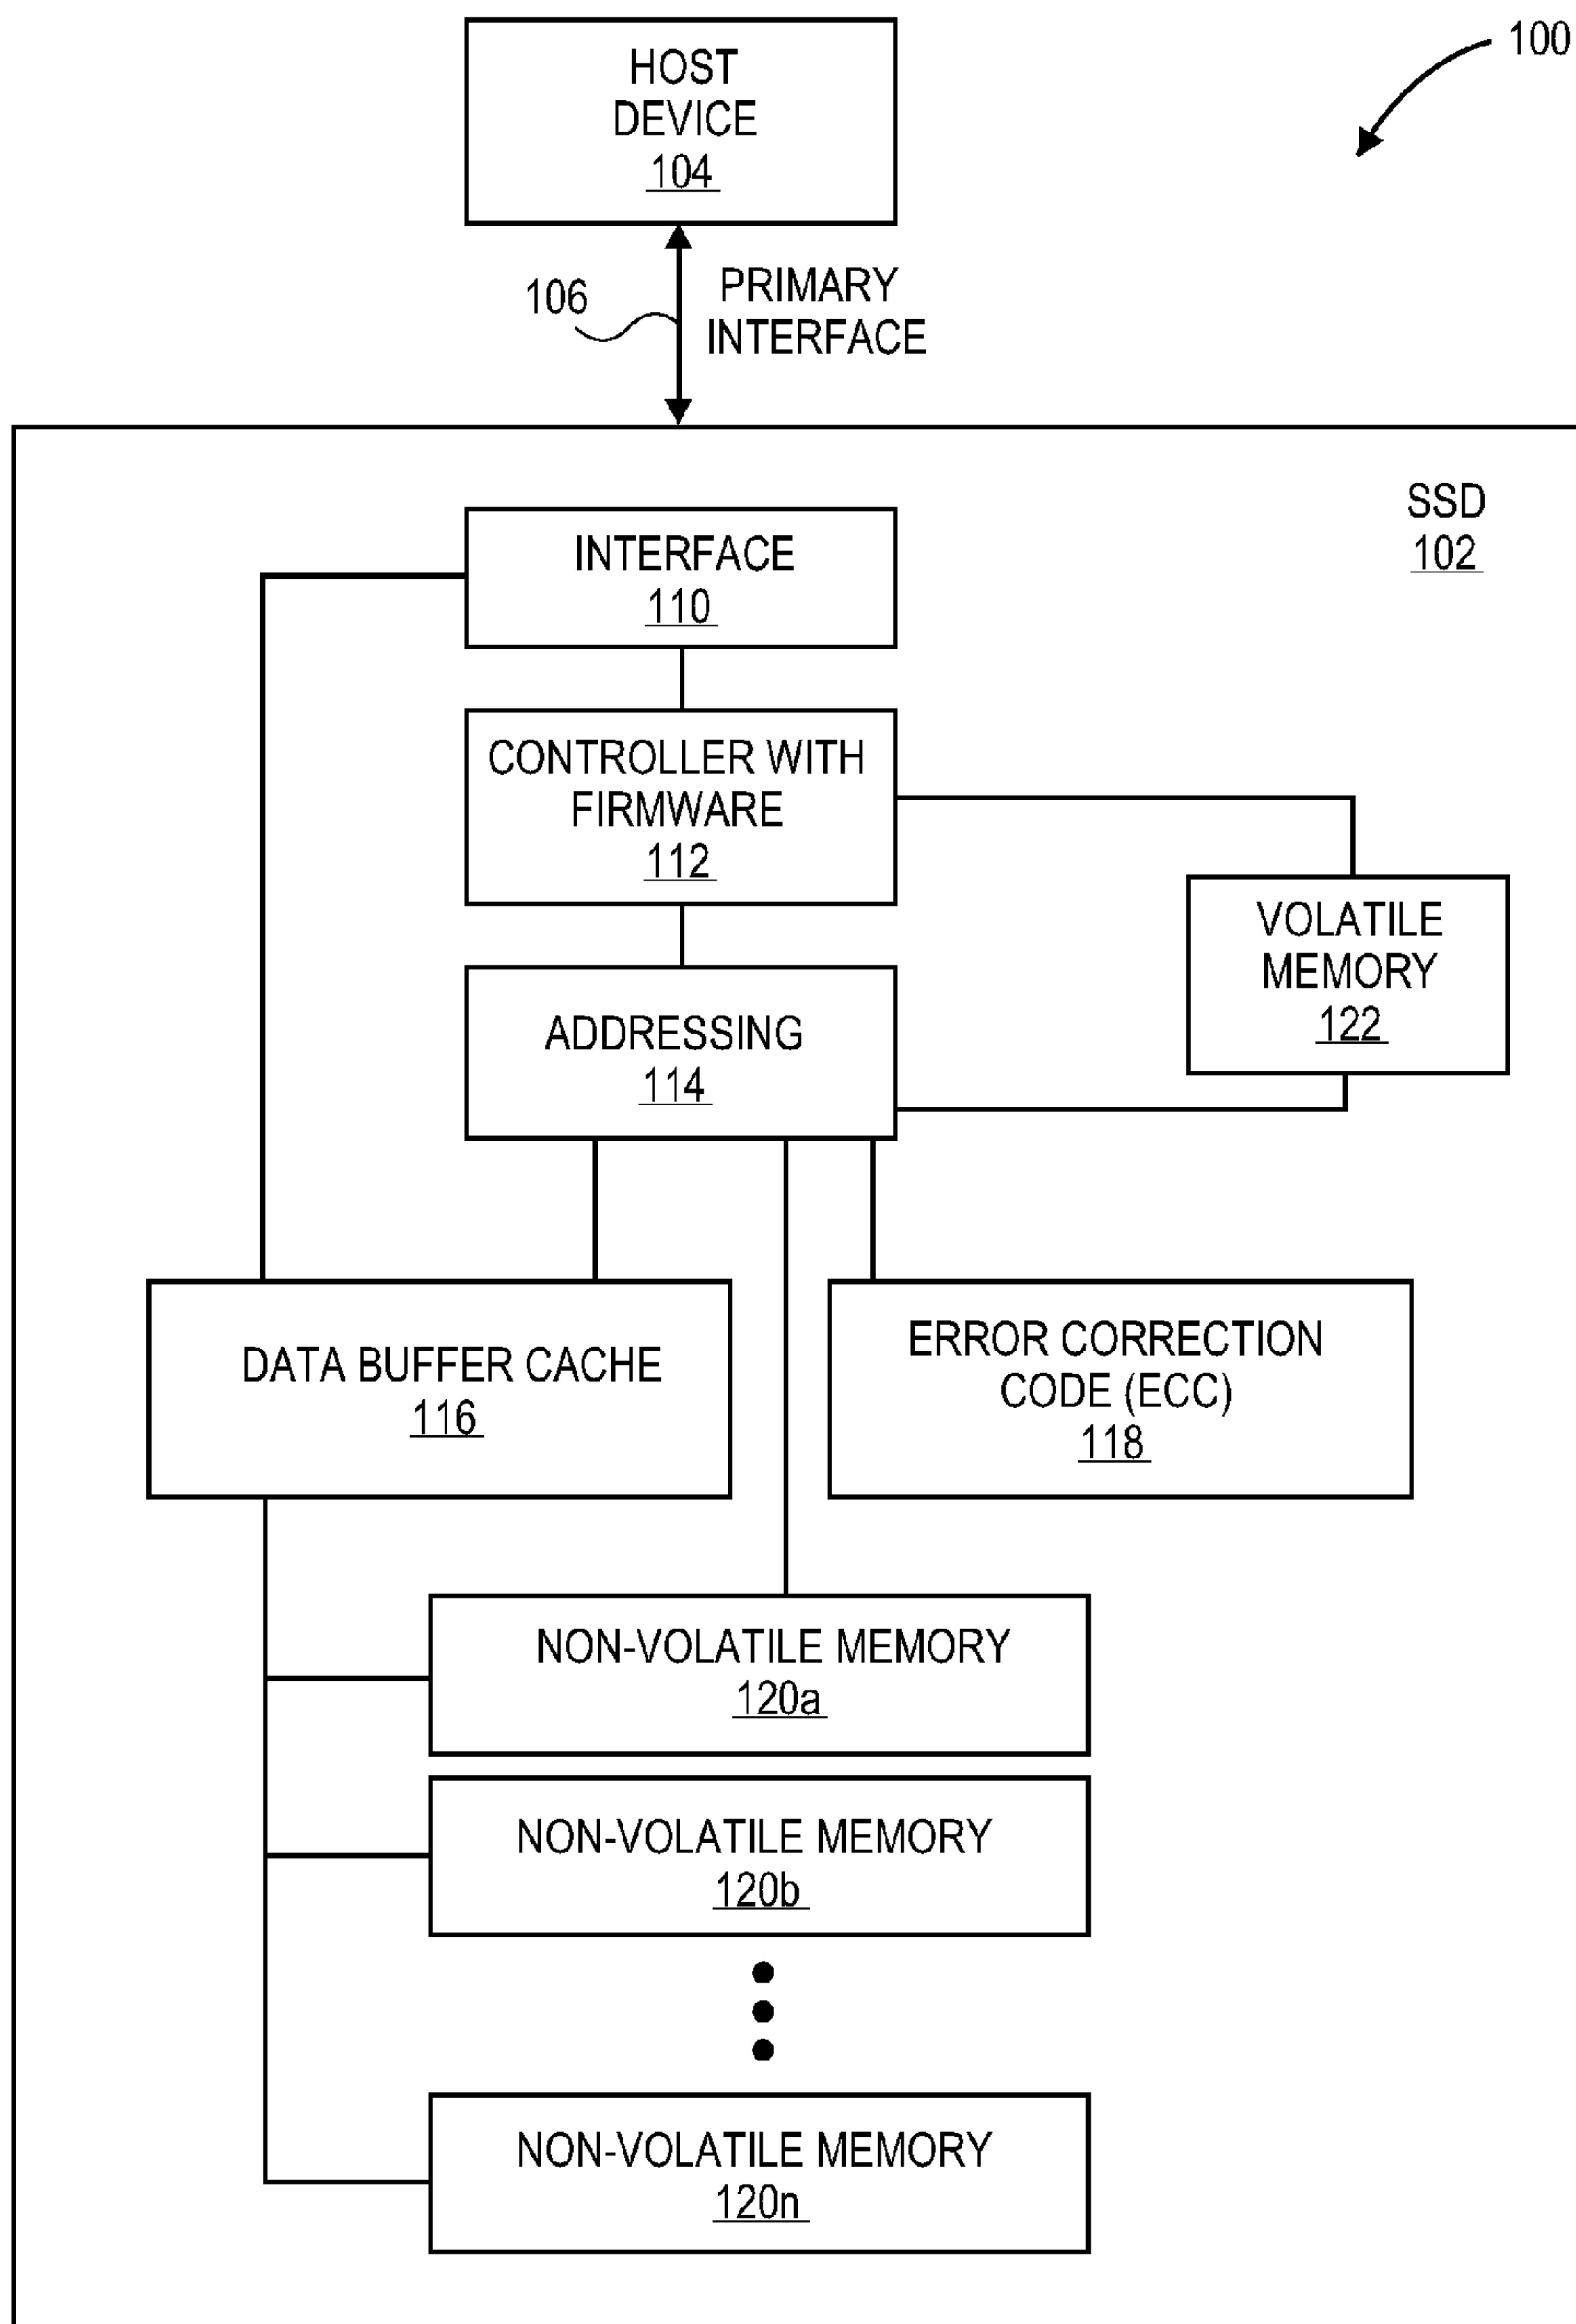 100
HOST
DEVICE
104
106
PRIMARY
INTERFACE
SSD
102
INTERFACE
110
CONTROLLER WITH
FIRMWARE
112
VOLATILE
MEMORY
122
ADDRESSING
114
DATA BUFFER CACHE
116
ERROR CORRECTION
CODE (ECC)
118
NON-VOLATILE MEMORY
120a
NON-VOLATILE MEMORY
120b
NON-VOLATILE MEMORY
120n